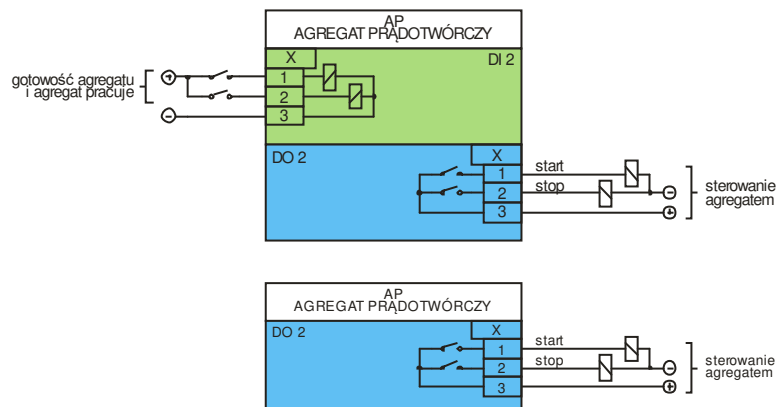 AP
AGREGAT PRĄDOTWÓRCZY
X
DI 2
gotowość agregatu
i agregat pracuje
1
2
3
DO 2
X
1
start
2
stop
3
sterowanie
agregatem
AP
AGREGAT PRĄDOTWÓRCZY
DO 2
X
1
start
2
stop
3
sterowanie
agregatem